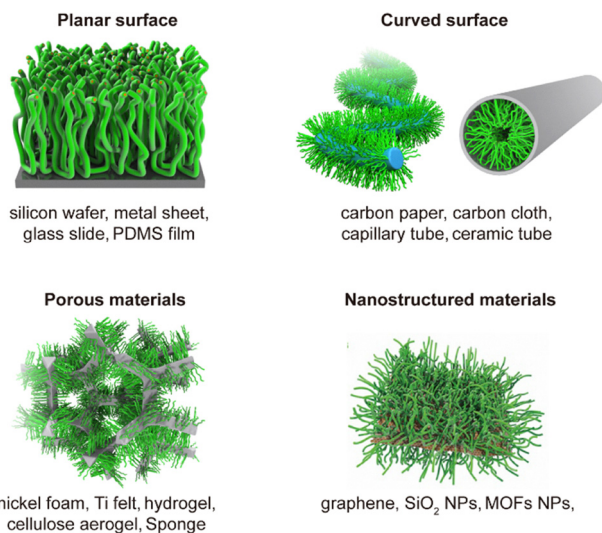 Planar surface
silicon wafer, metal sheet,
glass slide, PDMS film
Curved surface
carbon paper, carbon cloth,
capillary tube, ceramic tube
Porous materials
nickel foam, Ti felt, hydrogel,
cellulose aerogel, Sponge
Nanostructured materials
graphene, SiO₂ NPs, MOFs NPs,